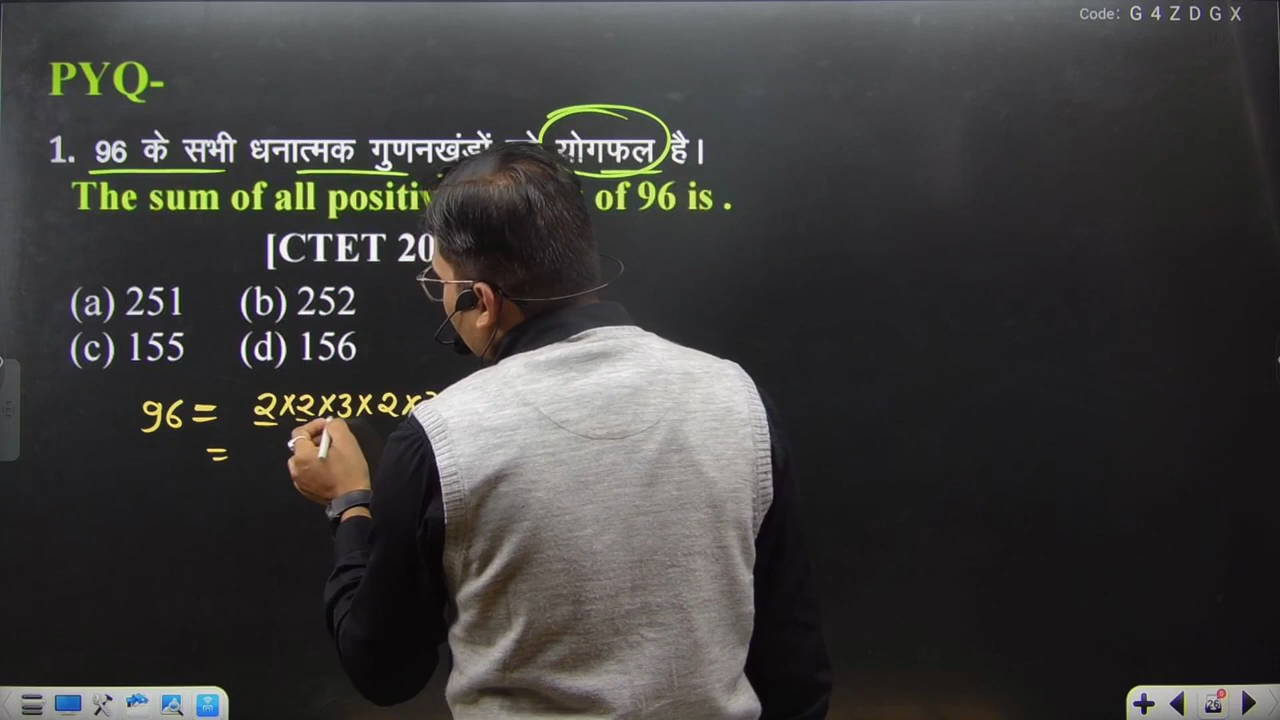 Code: G 4 Z D G X
PYQ-
1. 96 के सभी धनात्मक गुणनखंडों योगफल है।
The sum of all of 96 is .
[CTET 20
(a) 251 (b) 252
(c) 155 (d) 156
96 = 2×2×3×2×
=